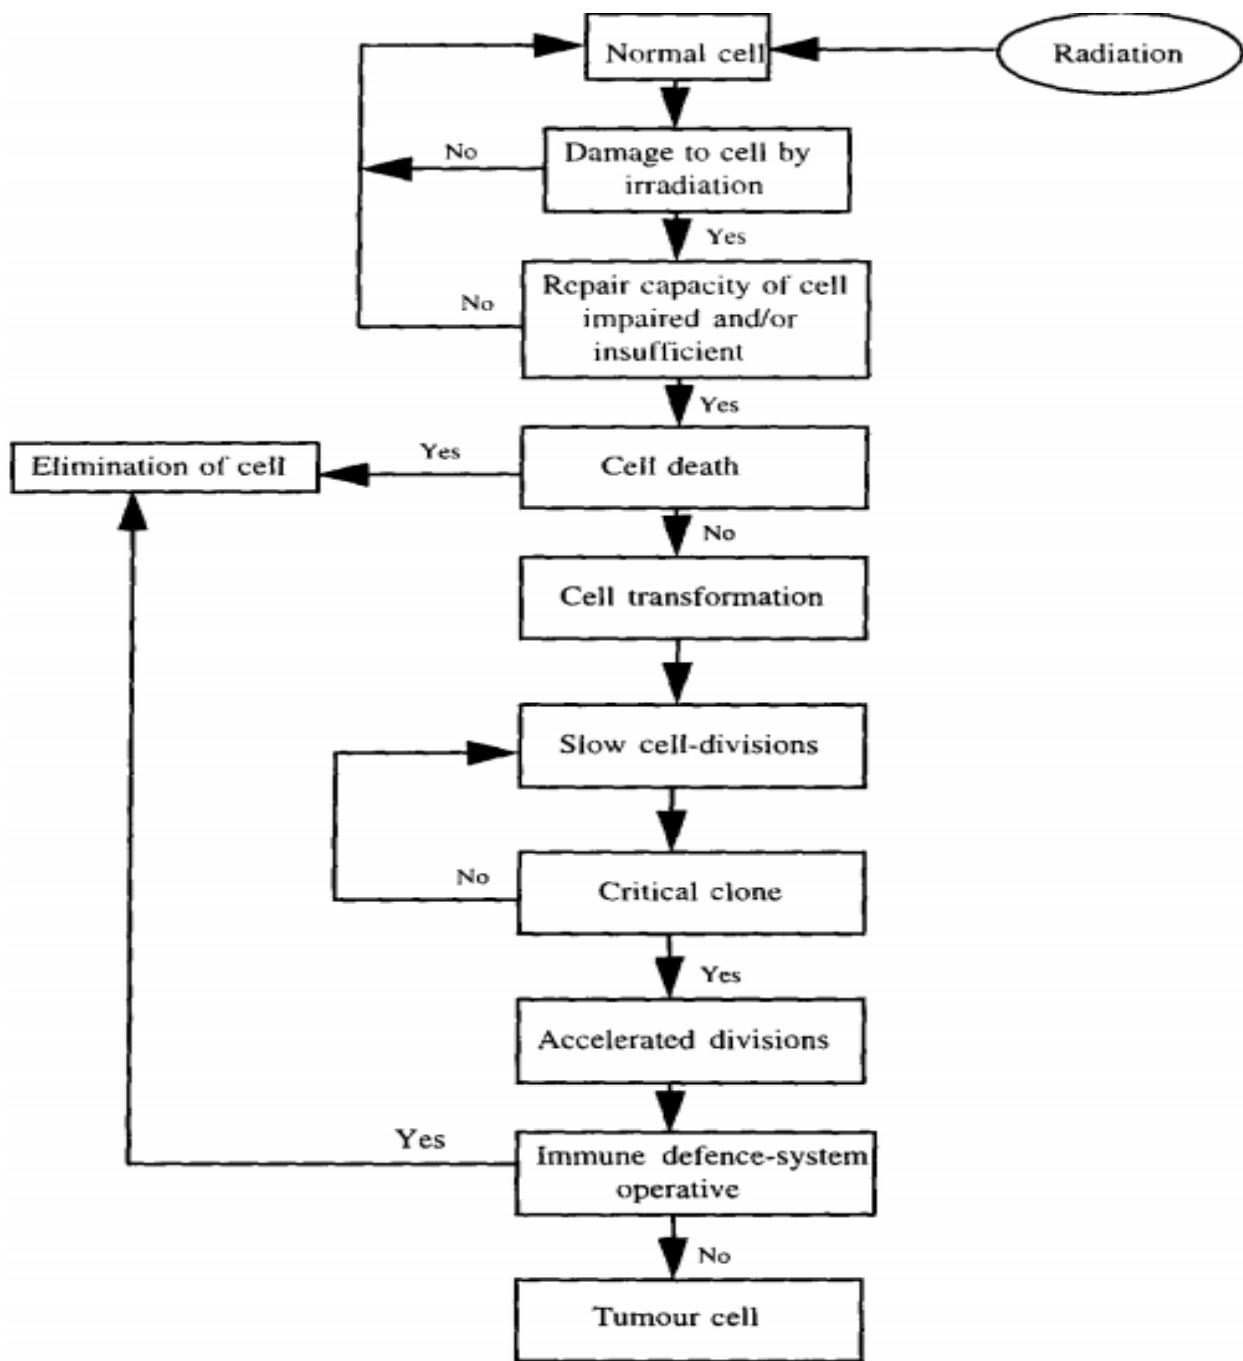 Normal cell
Radiation
No
Damage to cell by
irradiation
Yes
No
Repair capacity of cell
impaired and/or
insufficient
Yes
Elimination of cell
Yes
Cell death
No
Cell transformation
Slow cell-divisions
No
Critical clone
Yes
Accelerated divisions
Yes
Immune defence-system
operative
No
Tumour cell